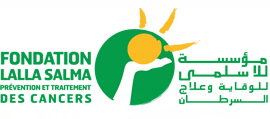 FONDATION
LALLA SALMA
PRÉVENTION ET TRAITEMENT
DES CANCERS
مؤسسة
للا سلمى
للوقاية وعلاج
السرطان